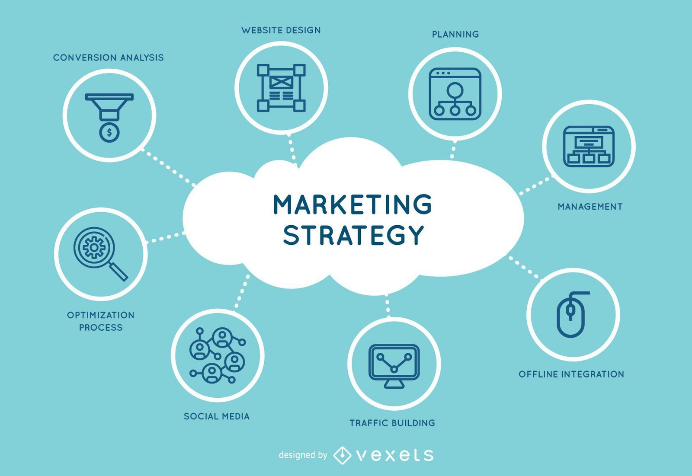 WEBSITE DESIGN
PLANNING
CONVERSION ANALYSIS
$
MANAGEMENT
MARKETING
STRATEGY
OPTIMIZATION
PROCESS
OFFLINE INTEGRATION
SOCIAL MEDIA
TRAFFIC BUILDING
designed by vexels